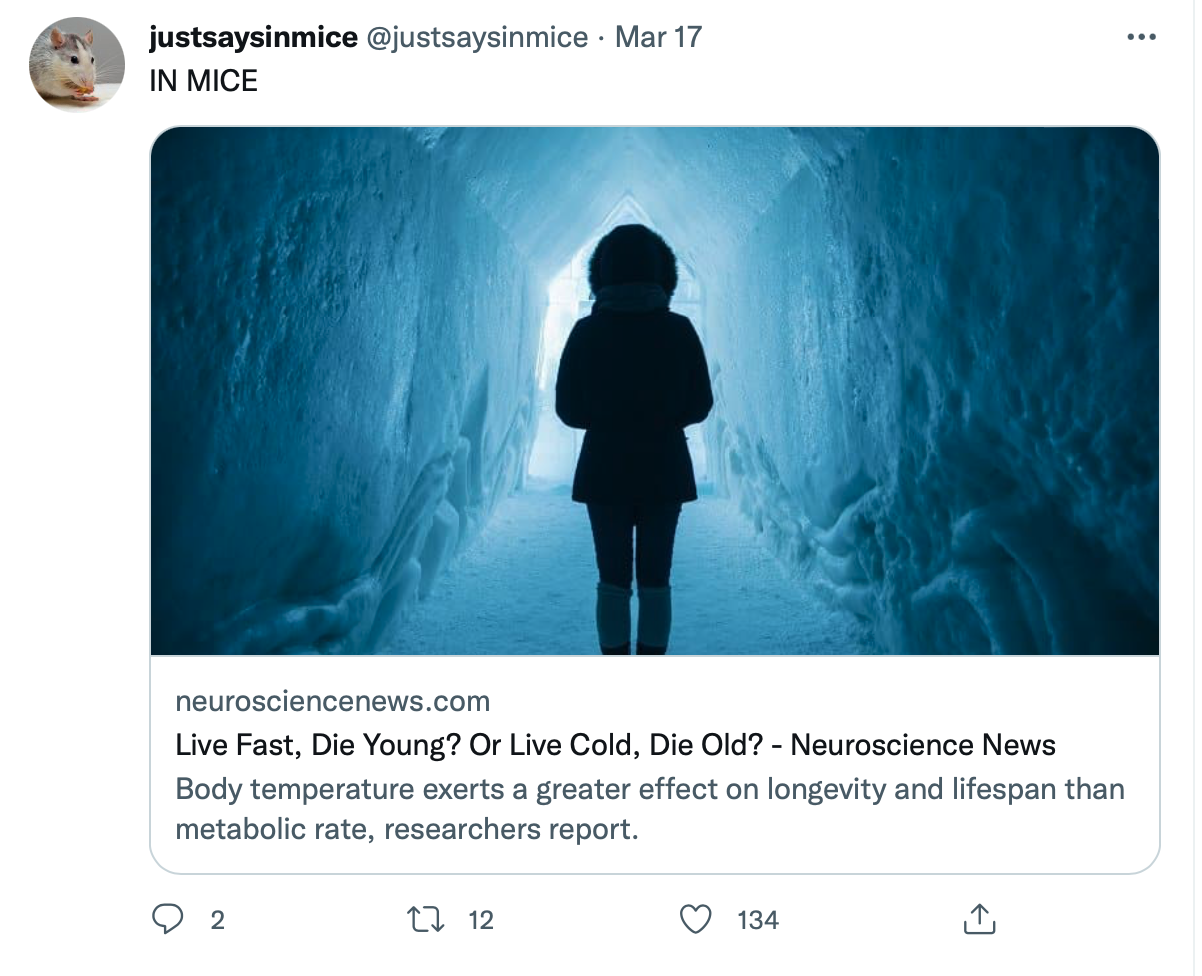 justsaysinmice @justsaysinmice · Mar 17
IN MICE
neurosciencenews.com
Live Fast, Die Young? Or Live Cold, Die Old? - Neuroscience News
Body temperature exerts a greater effect on longevity and lifespan than
metabolic rate, researchers report.
2 12 134